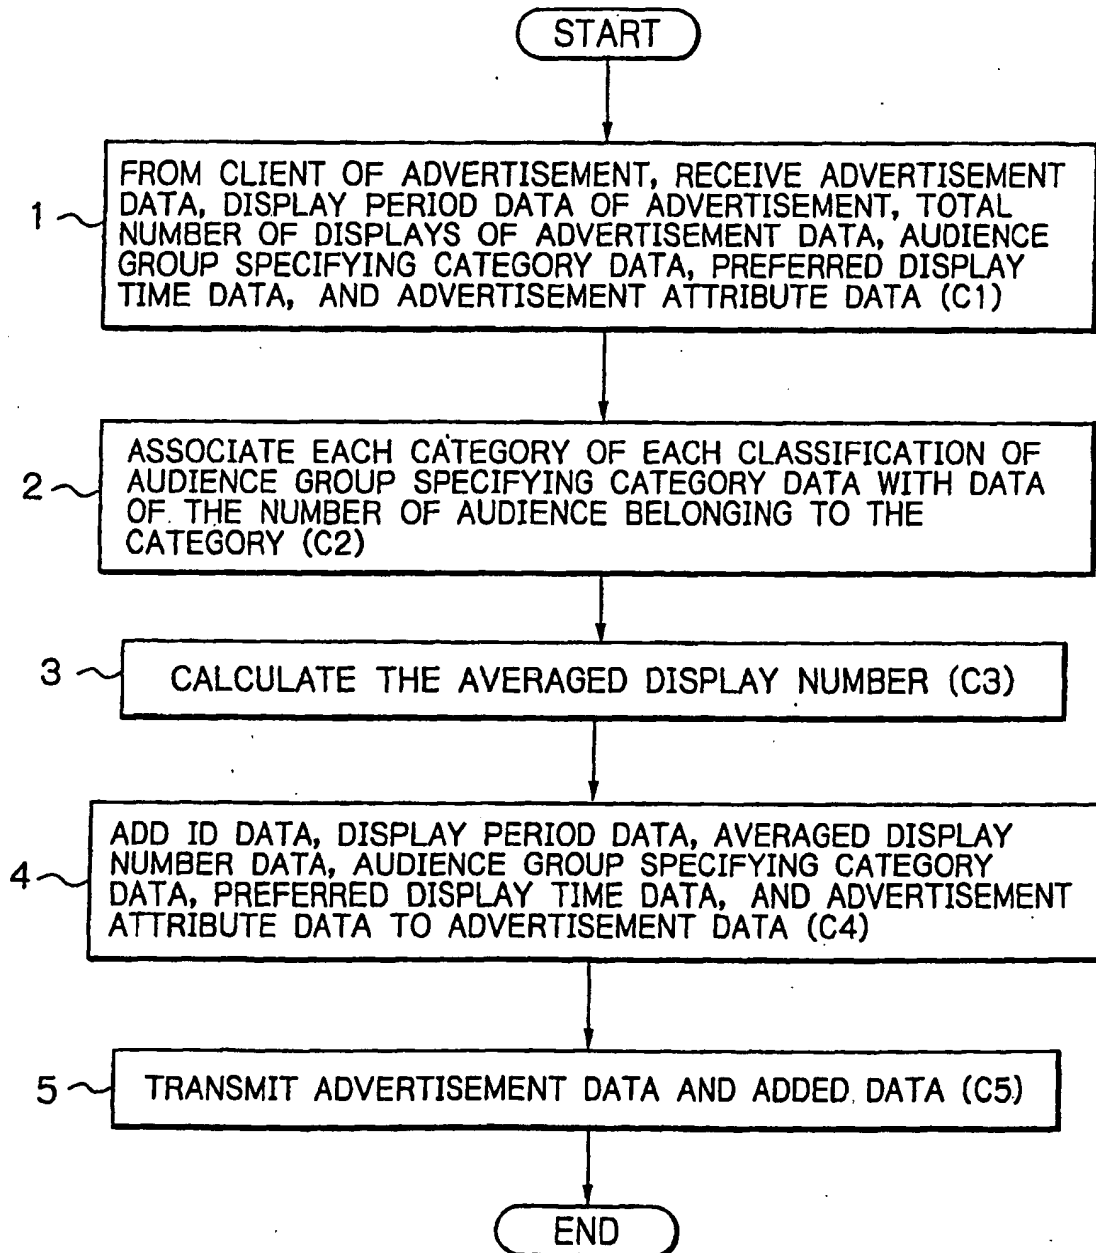 START
1
FROM CLIENT OF ADVERTISEMENT, RECEIVE ADVERTISEMENT
DATA, DISPLAY PERIOD DATA OF ADVERTISEMENT, TOTAL
NUMBER OF DISPLAYS OF ADVERTISEMENT DATA, AUDIENCE
GROUP SPECIFYING CATEGORY DATA, PREFERRED DISPLAY
TIME DATA, AND ADVERTISEMENT ATTRIBUTE DATA (C1)
2
ASSOCIATE EACH CATEGORY OF EACH CLASSIFICATION OF
AUDIENCE GROUP SPECIFYING CATEGORY DATA WITH DATA
OF THE NUMBER OF AUDIENCE BELONGING TO THE
CATEGORY (C2)
3
CALCULATE THE AVERAGED DISPLAY NUMBER (C3)
4
ADD ID DATA, DISPLAY PERIOD DATA, AVERAGED DISPLAY
NUMBER DATA, AUDIENCE GROUP SPECIFYING CATEGORY
DATA, PREFERRED DISPLAY TIME DATA, AND ADVERTISEMENT
ATTRIBUTE DATA TO ADVERTISEMENT DATA (C4)
5
TRANSMIT ADVERTISEMENT DATA AND ADDED DATA (C5)
END